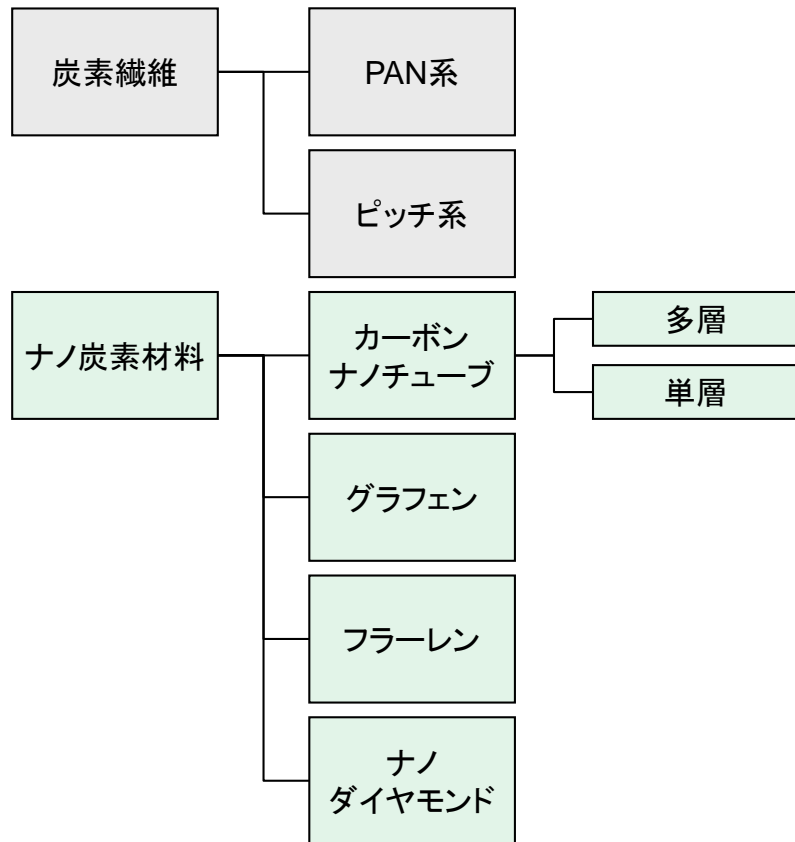 炭素繊維
PAN系
ピッチ系
ナノ炭素材料
カーボン
ナノチューブ
多層
単層
グラフェン
フラーレン
ナノ
ダイヤモンド